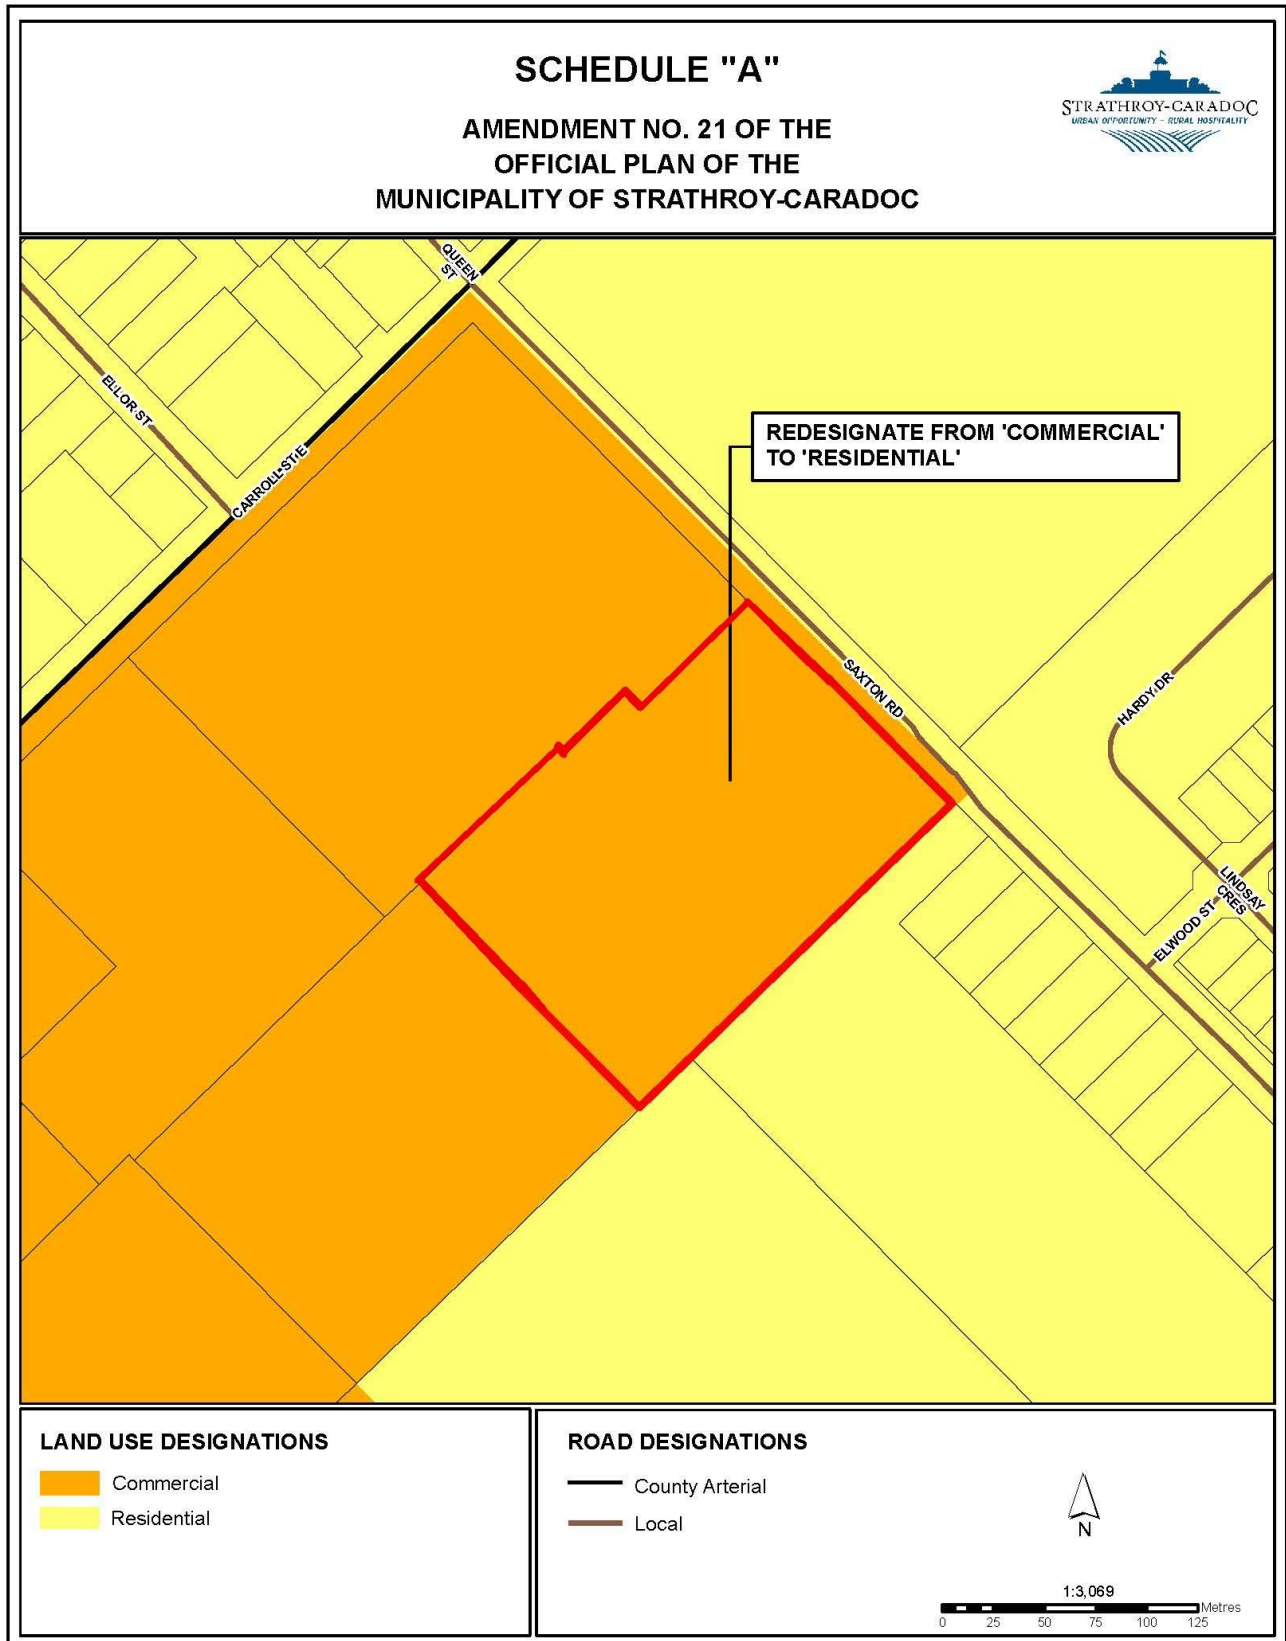 SCHEDULE "A"
AMENDMENT NO. 21 OF THE
OFFICIAL PLAN OF THE
MUNICIPALITY OF STRATHROY-CARADOC
STRATHROY-CARADOC
URBAN OPPORTUNITY - RURAL HOSPITALITY
QUEEN
ST
ELLOR ST
CARROLL ST E
REDESIGNATE FROM 'COMMERCIAL'
TO 'RESIDENTIAL'
SAXTON RD
HARDY DR
LINDSAY
CRES
ELWOOD ST
LAND USE DESIGNATIONS
Commercial
Residential
ROAD DESIGNATIONS
County Arterial
Local
N
1:3,069
Metres
0 25 50 75 100 125